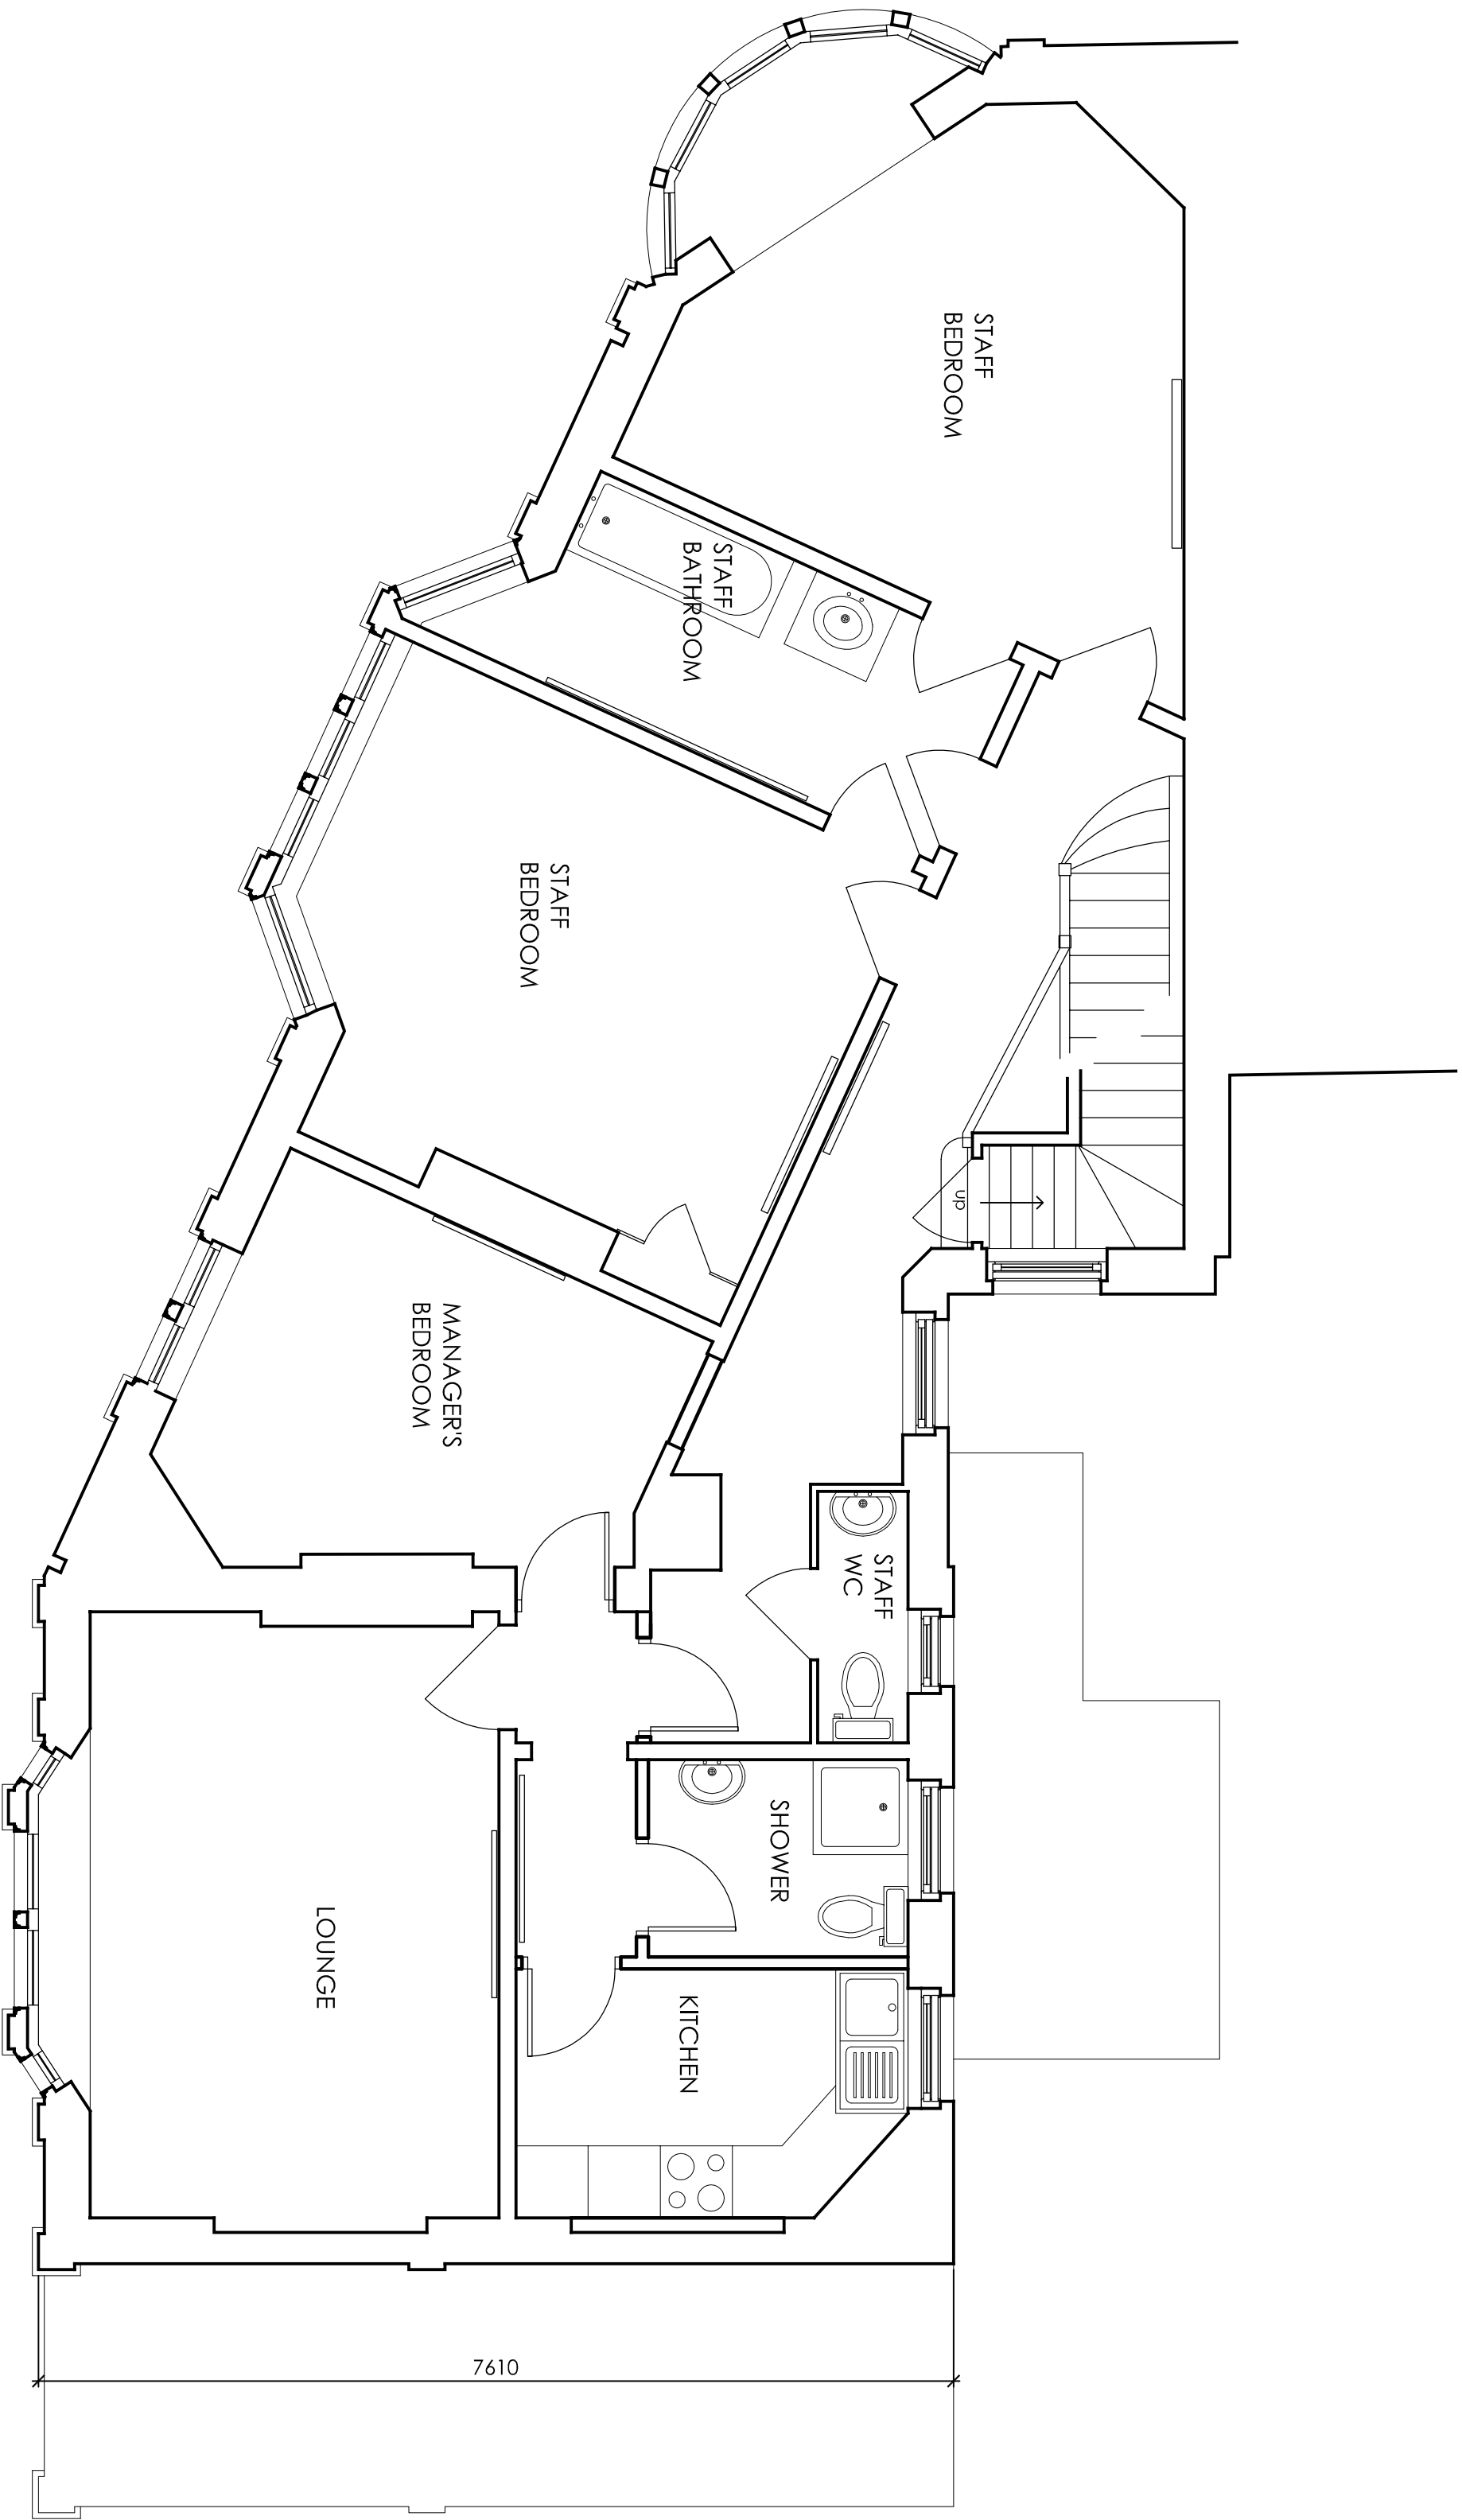 STAFF
BEDROOM
STAFF
BATHROOM
STAFF
BEDROOM
up
MANAGER'S
BEDROOM
STAFF
WC
SHOWER
LOUNGE
KITCHEN
7610